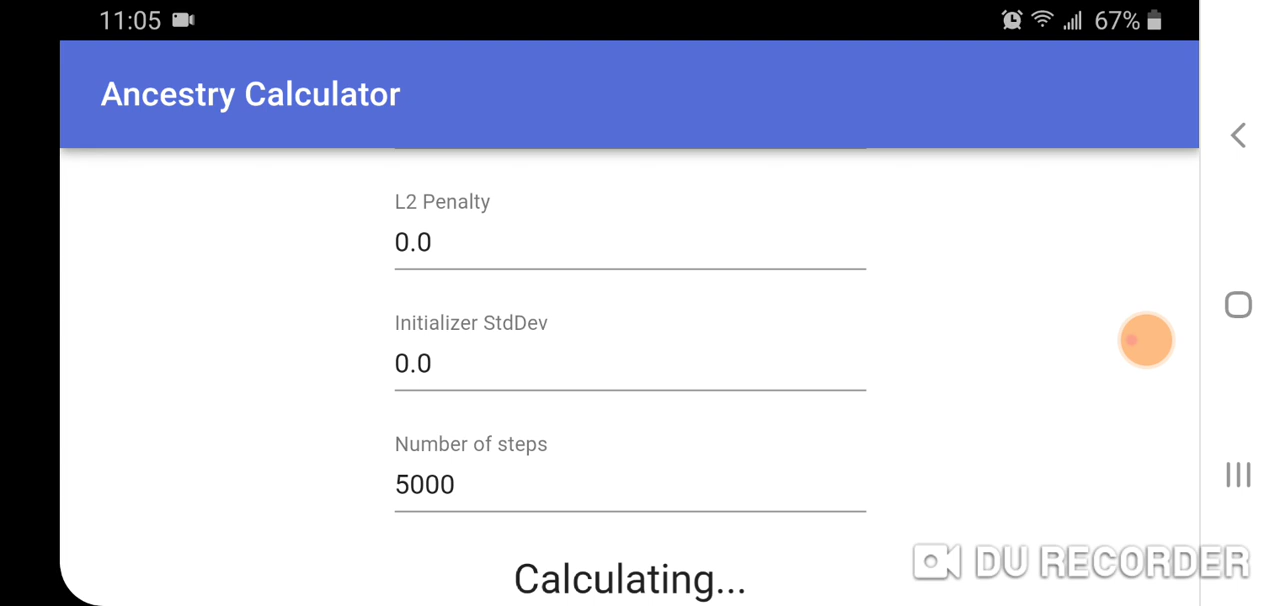 11:05
67%
Ancestry Calculator
L2 Penalty
0.0
Initializer StdDev
0.0
Number of steps
5000
Calculating...
DU RECORDER